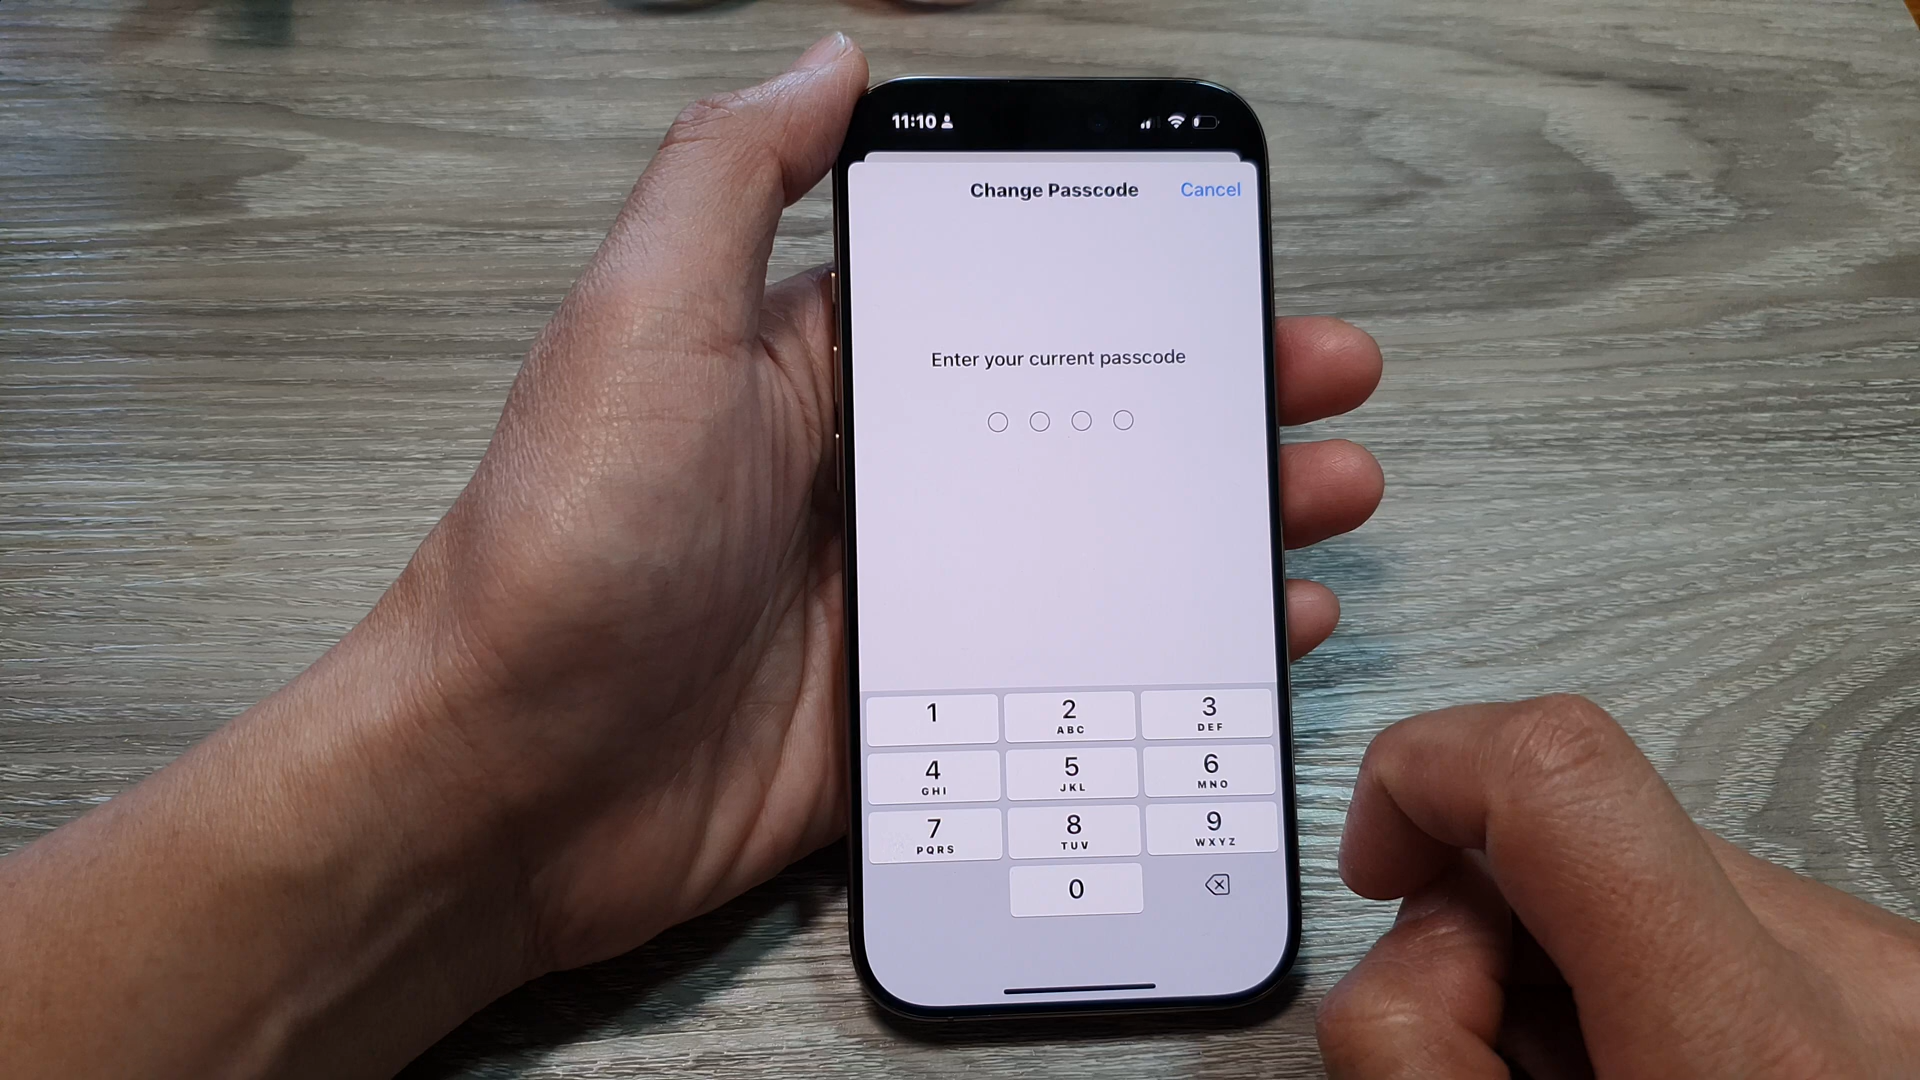 11:10
Change Passcode Cancel
Enter your current passcode
1 2 3
ABC DEF
4 5 6
GHI JKL MNO
7 8 9
PQRS TUV WXYZ
0